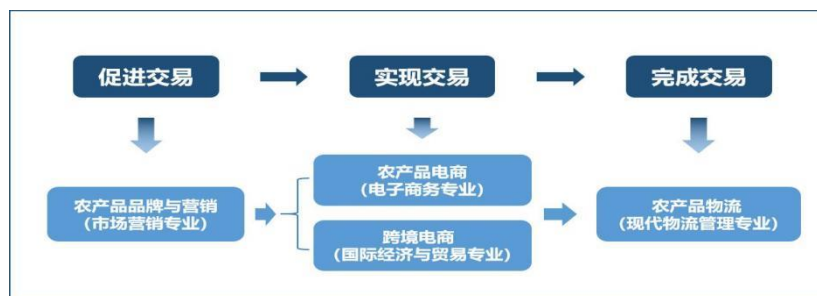 促进交易
实现交易
完成交易
农产品品牌与营销
(市场营销专业)
农产品电商
(电子商务专业)
跨境电商
(国际经济与贸易专业)
农产品物流
(现代物流管理专业)